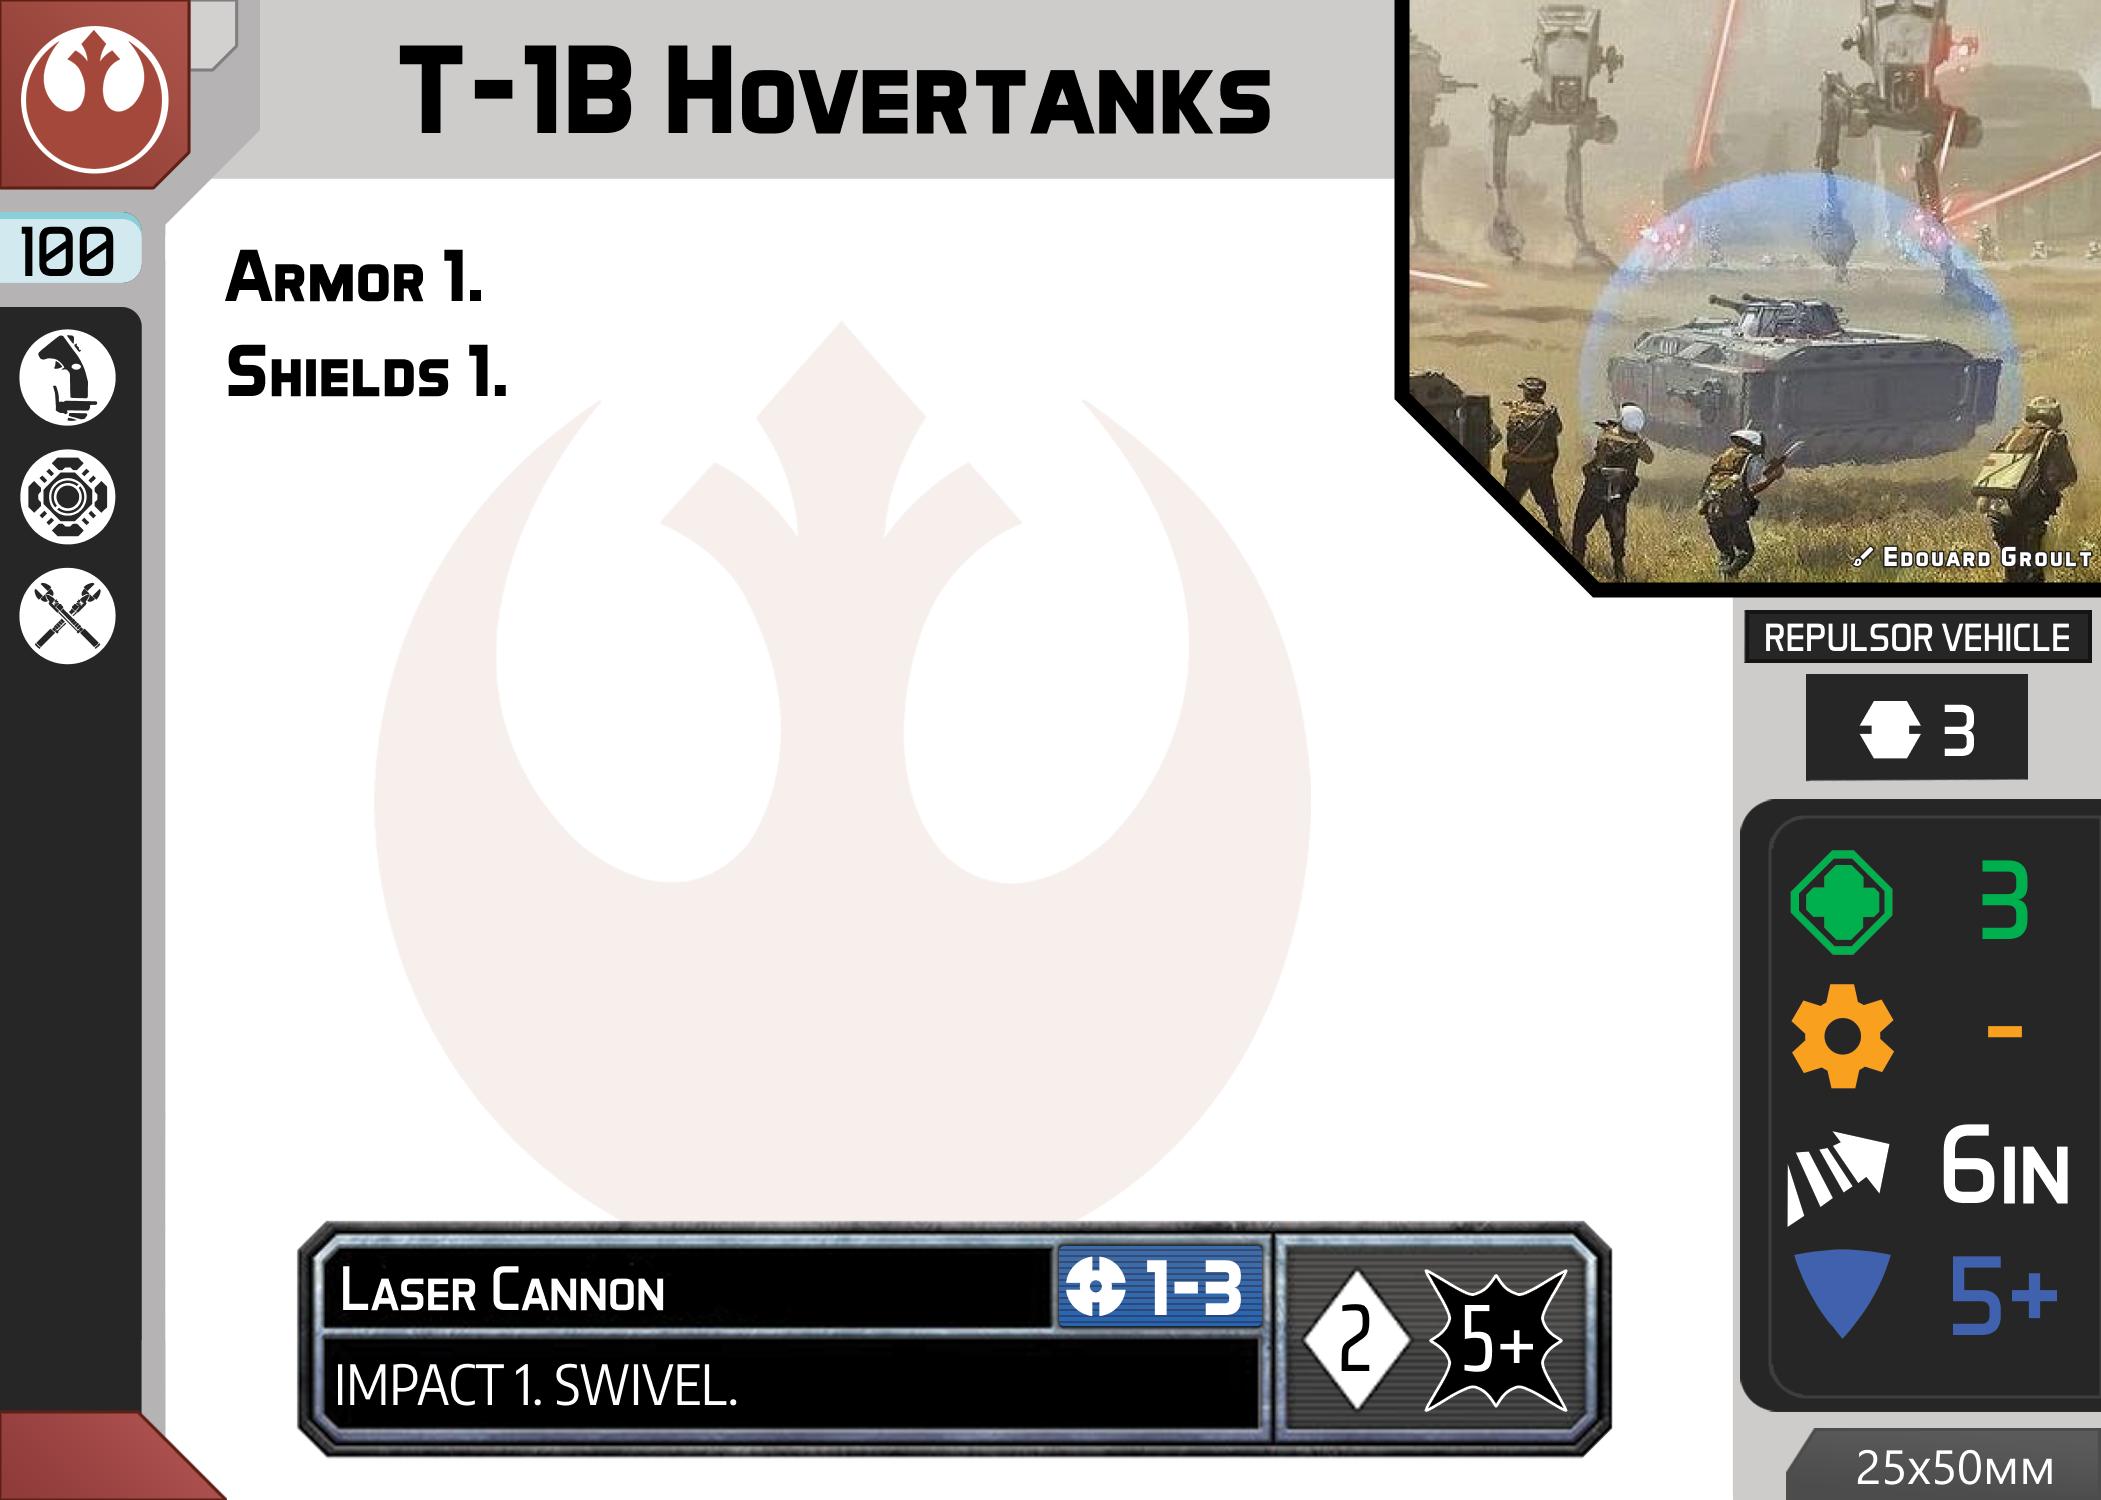 T-1B Hovertanks
100
Armor 1.
Shields 1.
Edouard Groult
REPULSOR VEHICLE
3
3
-
6in
5+
Laser Cannon
1-3
2
5+
IMPACT 1. SWIVEL.
25x50mm